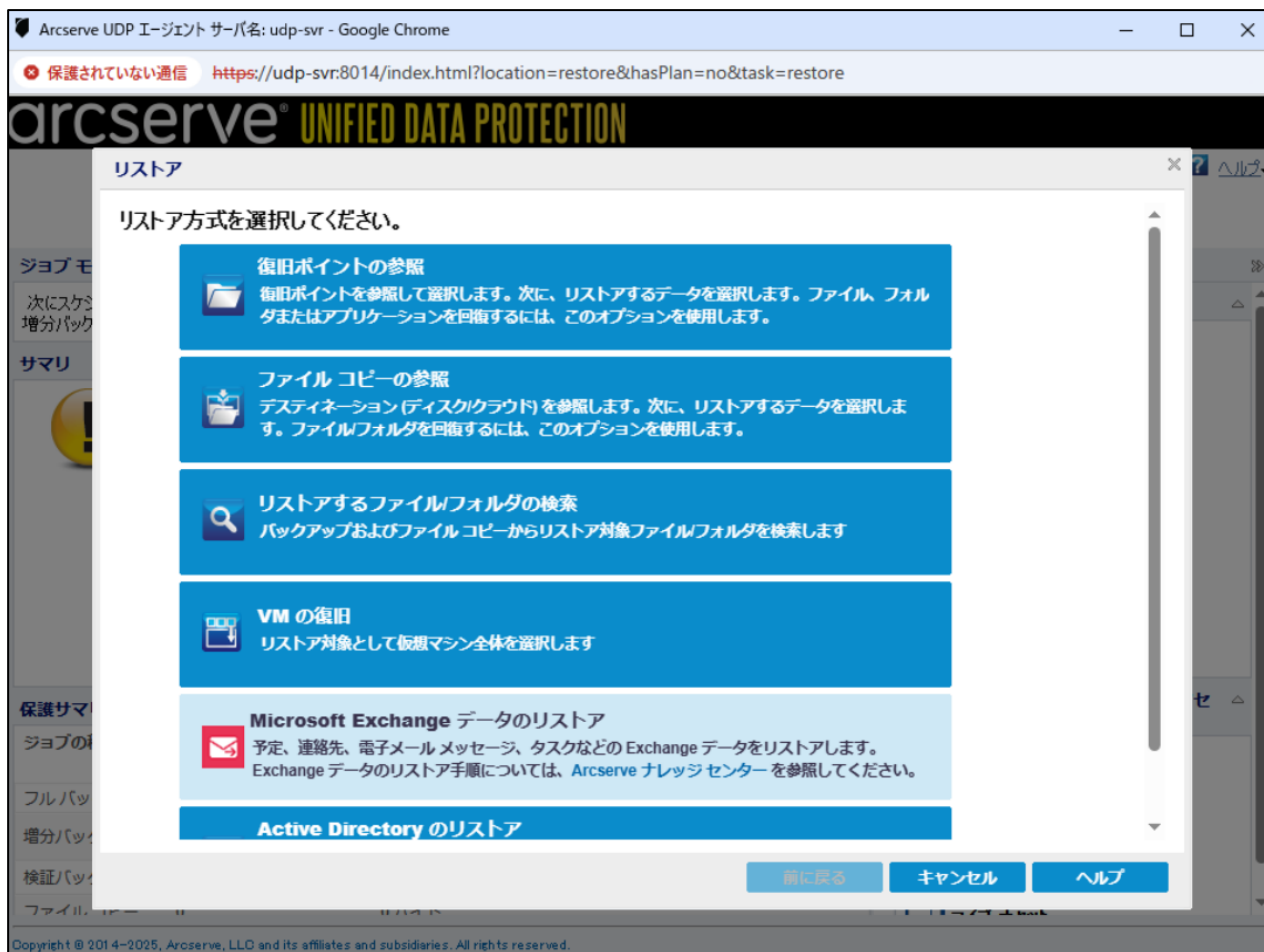 Arcserve UDP エージェント サーバ名: udp-svr - Google Chrome
保護されていない通信 https://udp-svr:8014/index.html?location=restore&hasPlan=no&task=restore
arcserve® UNIFIED DATA PROTECTION
リストア
ヘルプ
リストア方式を選択してください。
ジョブ モ
次にスケジ
増分バック
サマリ
復旧ポイントの参照
復旧ポイントを参照して選択します。次に、リストアするデータを選択します。ファイル、フォル
ダまたはアプリケーションを回復するには、このオプションを使用します。
ファイル コピーの参照
デスティネーション (ディスク/クラウド) を参照します。次に、リストアするデータを選択しま
す。ファイル/フォルダを回復するには、このオプションを使用します。
リストアするファイル/フォルダの検索
バックアップおよびファイル コピーからリストア対象ファイル/フォルダを検索します
VM の復旧
リストア対象として仮想マシン全体を選択します
保護サマ
ジョブの
セ
Microsoft Exchange データのリストア
予定、連絡先、電子メール メッセージ、タスクなどの Exchange データをリストアします。
Exchange データのリストア手順については、Arcserve ナレッジ センター を参照してください。
フル バッ
増分バッ
検証バッ
Active Directory のリストア
前に戻る キャンセル ヘルプ
Copyright © 2014-2025, Arcserve, LLC and its affiliates and subsidiaries. All rights reserved.